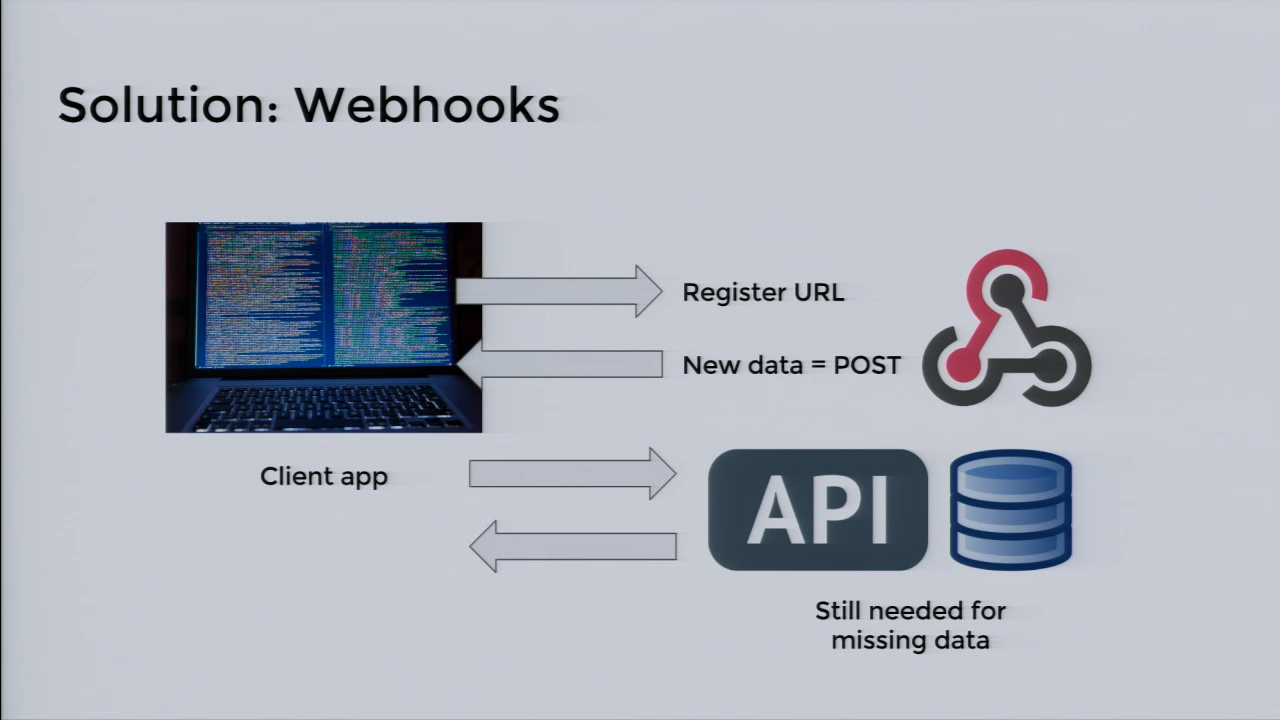 Solution: Webhooks
Register URL
New data = POST
Client app
API
Still needed for
missing data